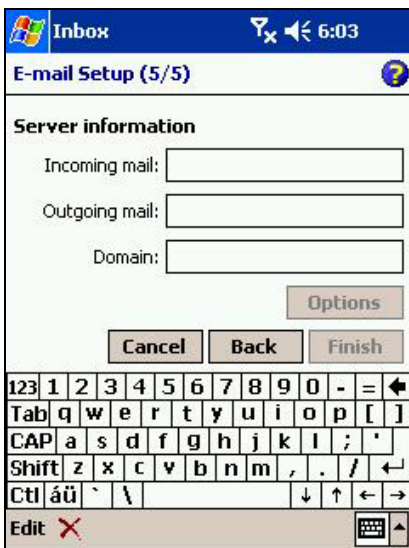 Inbox 6:03
E-mail Setup (5/5) ?
Server information
Incoming mail:
Outgoing mail:
Domain:
Options
Cancel Back Finish
123 1 2 3 4 5 6 7 8 9 0 - =
Tab q w e r t y u i o p [ ]
CAP a s d f g h j k l ; '
Shift z x c v b n m , . /
Ctl áü ` \
Edit